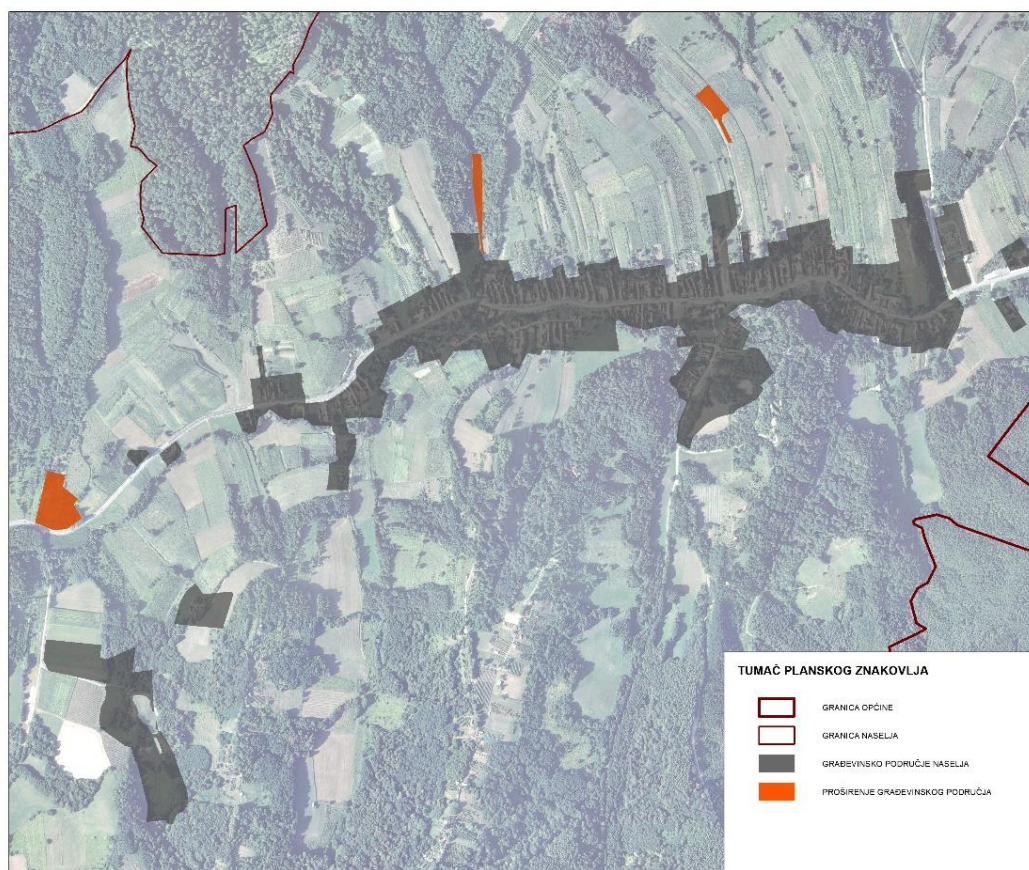 TUMAČ PLANSKOG ZNAKOVLJA
GRANICA OPĆINE
GRANICA NASELJA
GRAĐEVINSKO PODRUČJE NASELJA
PROŠIRENJE GRAĐEVINSKOG PODRUČJA